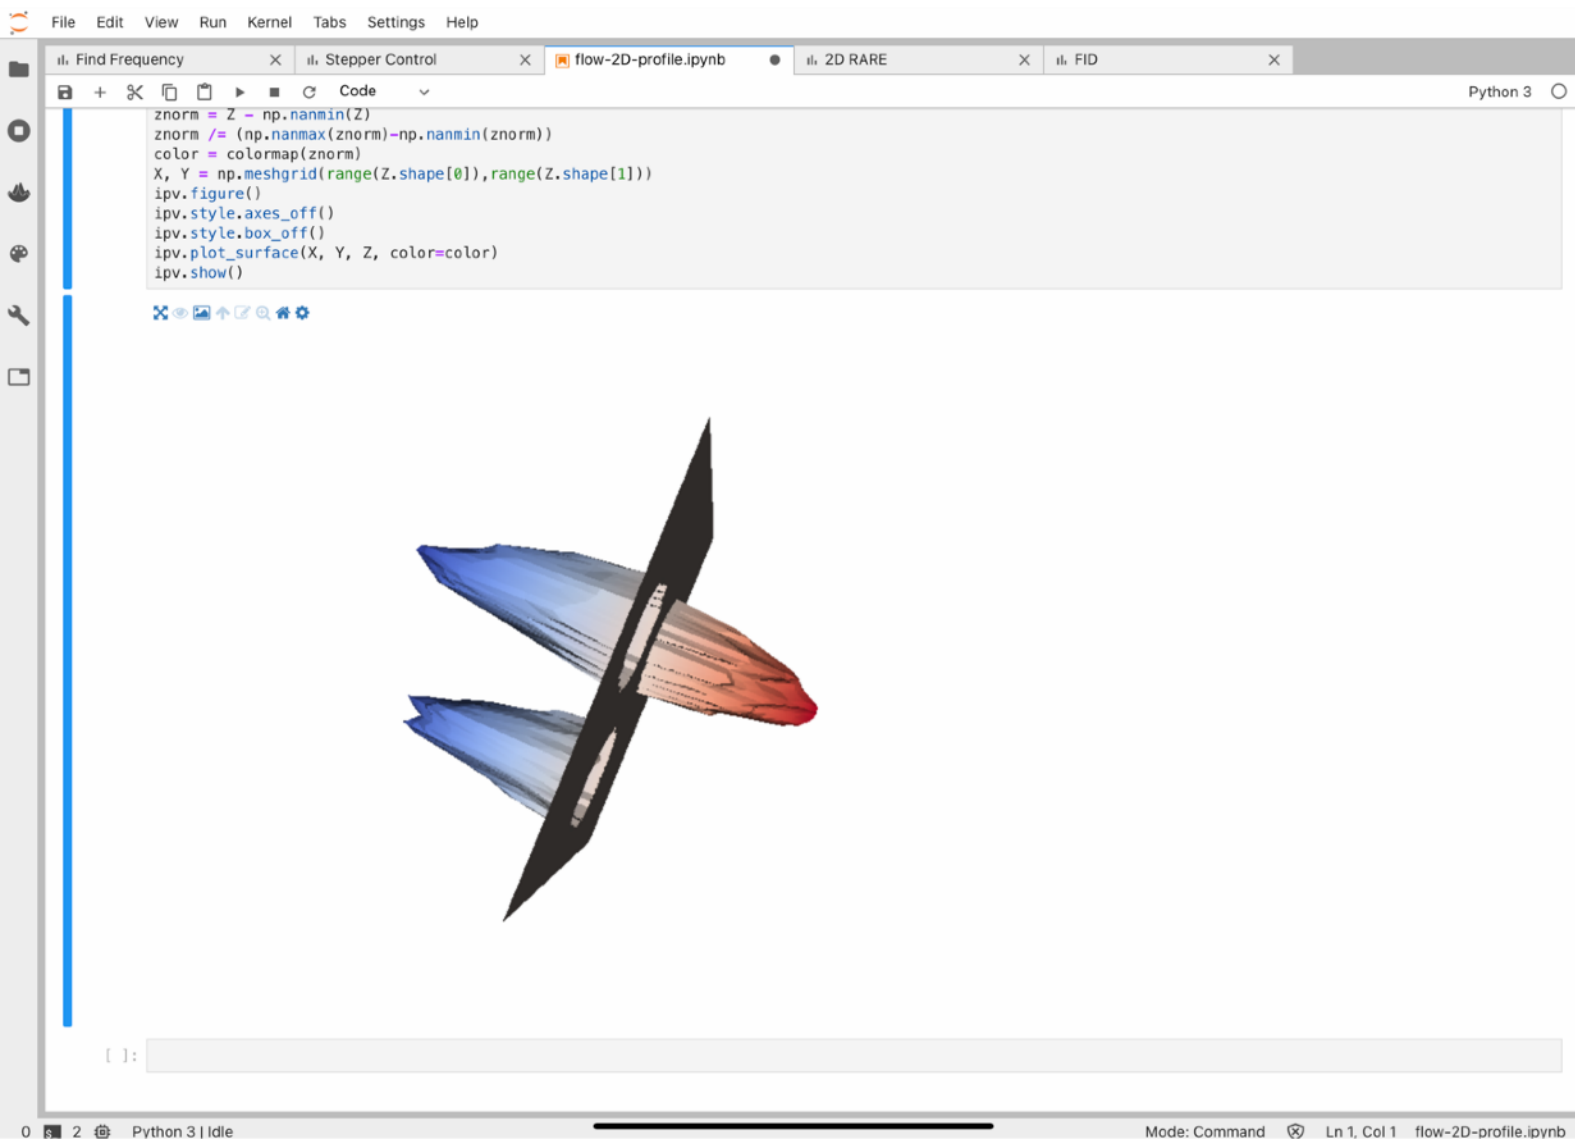 File Edit View Run Kernel Tabs Settings Help
Find Frequency Stepper Control flow-2D-profile.ipynb 2D RARE FID
Code Python 3
znorm = Z - np.nanmin(Z)
znorm /= (np.nanmax(znorm)-np.nanmin(znorm))
color = colormap(znorm)
X, Y = np.meshgrid(range(Z.shape[0]),range(Z.shape[1]))
ipv.figure()
ipv.style.axes_off()
ipv.style.box_off()
ipv.plot_surface(X, Y, Z, color=color)
ipv.show()
[ ]:
0 2 Python 3 | Idle Mode: Command Ln 1, Col 1 flow-2D-profile.ipynb